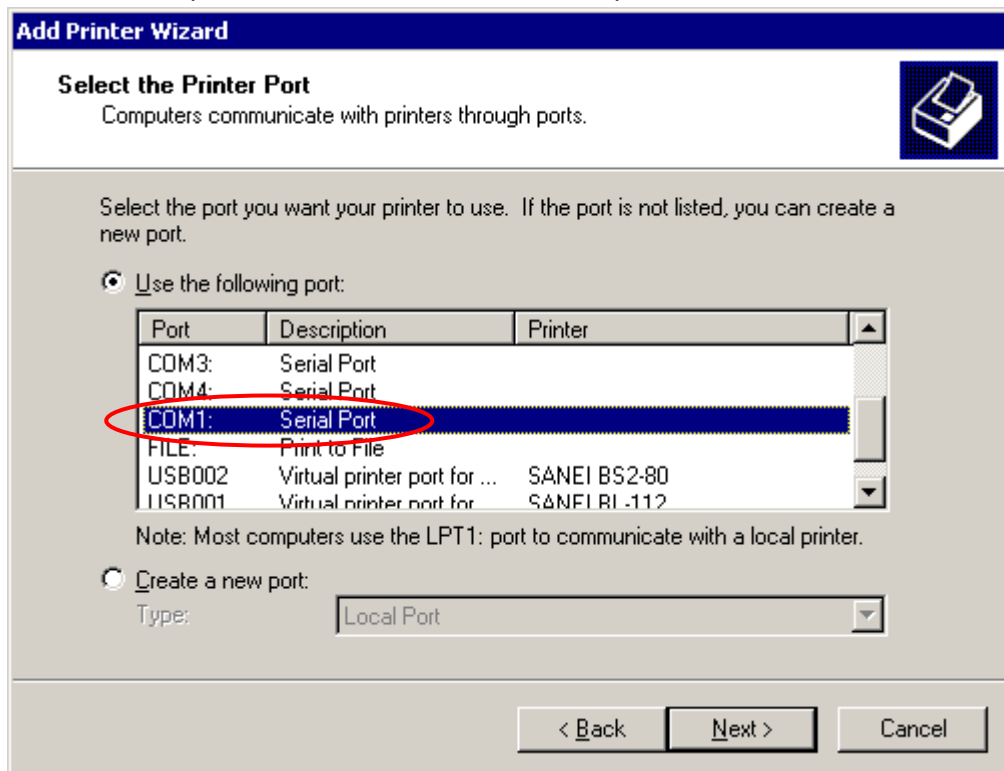 Add Printer Wizard
Select the Printer Port
Computers communicate with printers through ports.
Select the port you want your printer to use. If the port is not listed, you can create a
new port.
Use the following port:
Port Description Printer
COM3: Serial Port
COM4: Serial Port
COM1: Serial Port
FILE: Print to File
USB002 Virtual printer port for ... SANEI BS2-80
USB001 Virtual printer port for SANEI BL-112
Note: Most computers use the LPT1: port to communicate with a local printer.
Create a new port:
Type: Local Port
< Back Next > Cancel